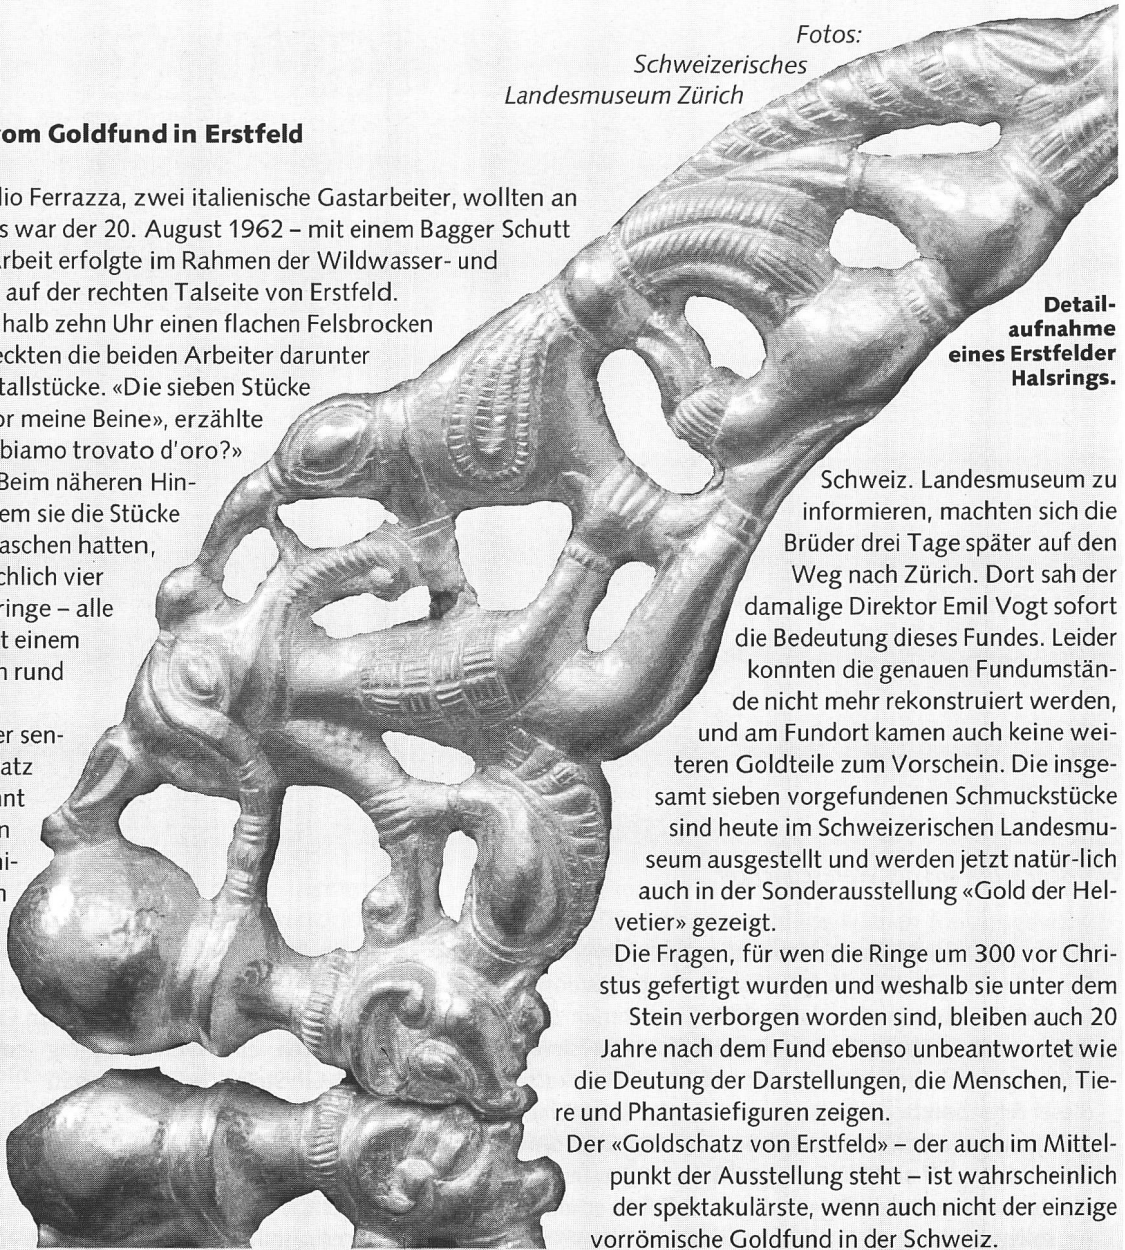 Fotos:
Schweizerisches
Landesmuseum Zürich
vom Goldfund in Erstfeld
Ferrazza, zwei italienische Gastarbeiter, wollten an
war der 20. August 1962 – mit einem Bagger Schutt
erfolgte im Rahmen der Wildwasser- und
auf der rechten Talseite von Erstfeld.
halb zehn Uhr einen flachen Felsbrocken
die beiden Arbeiter darunter
«Die sieben Stücke
meine Beine», erzählte
trovato d'oro?»
Beim näheren Hin-
sie die Stücke
hatten,
vier
– alle
einem
rund
sen-
Detail-
aufnahme
eines Erstfelder
Halsrings.
Schweiz. Landesmuseum zu
informieren, machten sich die
Brüder drei Tage später auf den
Weg nach Zürich. Dort sah der
damalige Direktor Emil Vogt sofort
die Bedeutung dieses Fundes. Leider
konnten die genauen Fundumstän-
de nicht mehr rekonstruiert werden,
und am Fundort kamen auch keine wei-
teren Goldteile zum Vorschein. Die insge-
samt sieben vorgefundenen Schmuckstücke
sind heute im Schweizerischen Landesmu-
seum ausgestellt und werden jetzt natür-lich
auch in der Sonderausstellung «Gold der Hel-
vetier» gezeigt.
Die Fragen, für wen die Ringe um 300 vor Chri-
stus gefertigt wurden und weshalb sie unter dem
Stein verborgen worden sind, bleiben auch 20
Jahre nach dem Fund ebenso unbeantwortet wie
die Deutung der Darstellungen, die Menschen, Tie-
re und Phantasiefiguren zeigen.
Der «Goldschatz von Erstfeld» – der auch im Mittel-
punkt der Ausstellung steht – ist wahrscheinlich
der spektakulärste, wenn auch nicht der einzige
vorrömische Goldfund in der Schweiz.